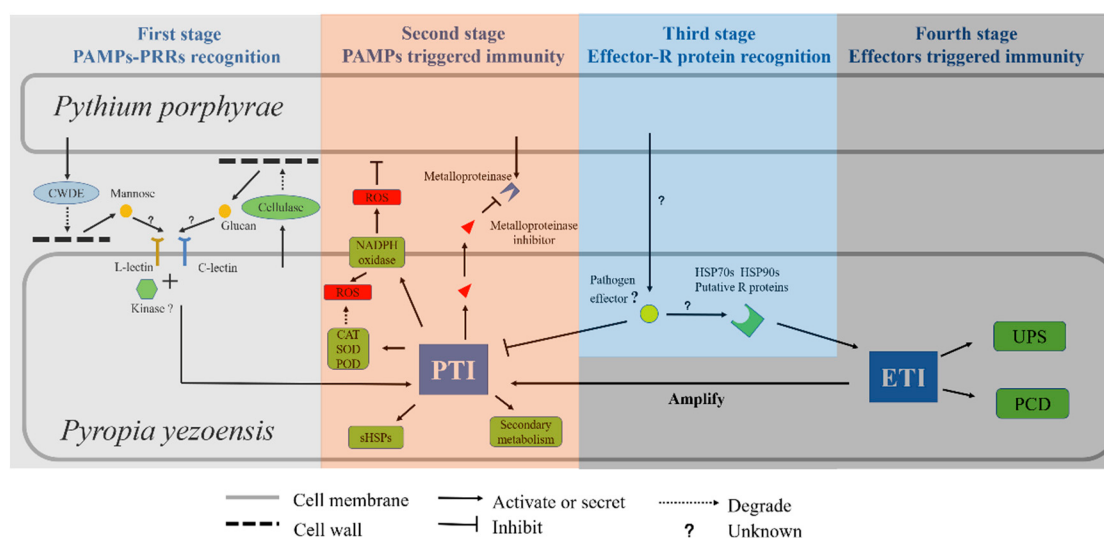 First stage
PAMPs-PRRs recognition
Second stage
PAMPs triggered immunity
Third stage
Effector-R protein recognition
Fourth stage
Effectors triggered immunity
Pythium porphyrae
CWDE
Mannose
?
?
Glucan
Cellulase
L-lectin
C-lectin
+
Kinase ?
ROS
NADPH
oxidase
ROS
CAT
SOD
POD
Metalloproteinase
Metalloproteinase
inhibitor
PTI
sHSPs
Secondary
metabolism
?
Pathogen
effector ?
?
HSP70s HSP90s
Putative R proteins
ETI
UPS
PCD
Amplify
Pyropia yezoensis
Cell membrane
Activate or secret
Degrade
Cell wall
Inhibit
? Unknown